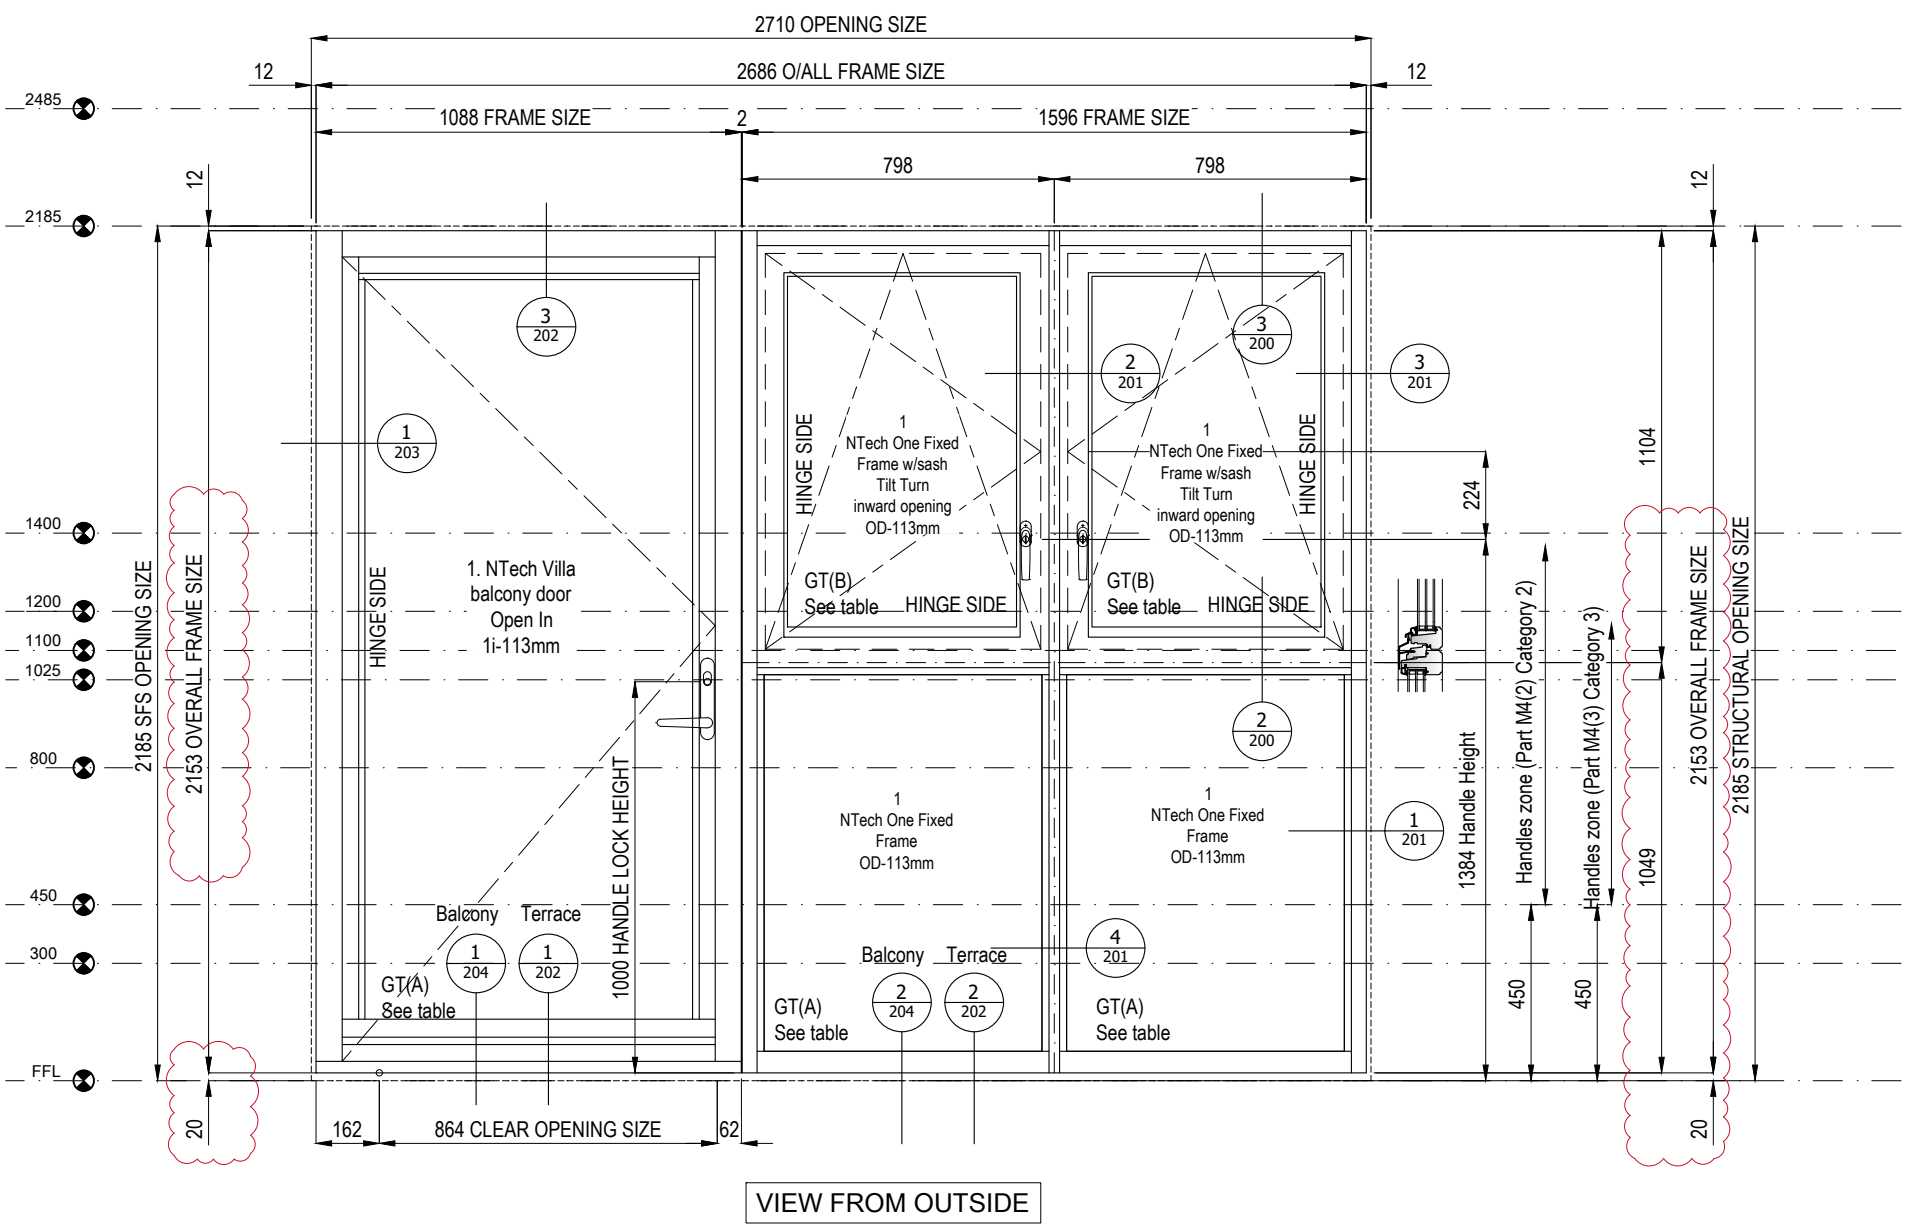 2710 OPENING SIZE
12
2686 O/ALL FRAME SIZE
12
2485
1088 FRAME SIZE
2
1596 FRAME SIZE
798
798
12
12
2185
3
202
3
200
2
201
3
201
1
203
HINGE SIDE
1
NTech One Fixed
Frame w/sash
Tilt Turn
inward opening
OD-113mm
1
NTech One Fixed
Frame w/sash
Tilt Turn
inward opening
OD-113mm
HINGE SIDE
1104
224
1400
2185 SFS OPENING SIZE
2153 OVERALL FRAME SIZE
HINGE SIDE
1. NTech Villa
balcony door
Open In
1i-113mm
GT(B)
See table
HINGE SIDE
GT(B)
See table
HINGE SIDE
Handles zone (Part M4(2) Category 2)
Handles zone (Part M4(3) Category 3)
2153 OVERALL FRAME SIZE
2185 STRUCTURAL OPENING SIZE
1200
1100
1025
2
200
1000 HANDLE LOCK HEIGHT
1384 Handle Height
800
1
NTech One Fixed
Frame
OD-113mm
1
NTech One Fixed
Frame
OD-113mm
1
201
1049
450
Balcony
Terrace
1
204
1
202
4
201
300
Balcony
Terrace
2
204
2
202
GT(A)
See table
GT(A)
See table
GT(A)
See table
450
450
FFL
20
162
864 CLEAR OPENING SIZE
62
20
VIEW FROM OUTSIDE